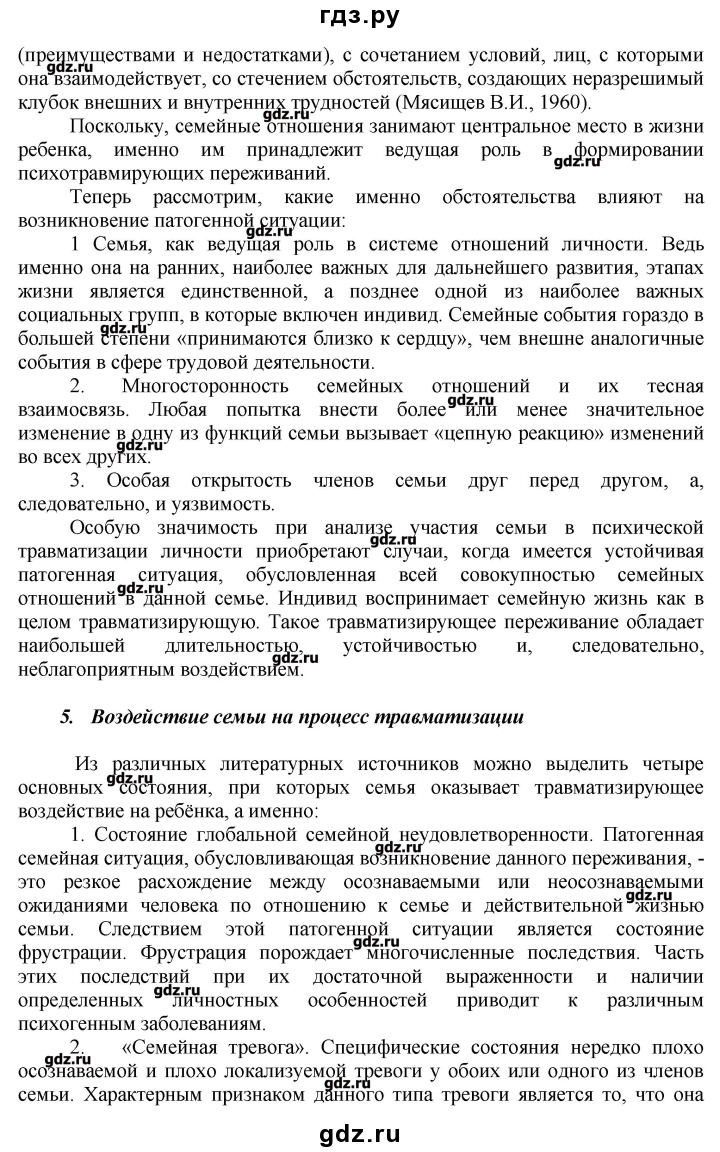 гдз.ру
(преимуществами и недостатками), с сочетанием условий, лиц, с которыми
она взаимодействует, со стечением обстоятельств, создающих неразрешимый
клубок внешних и внутренних трудностей (Мясищев В.И., 1960).
Поскольку, семейные отношения занимают центральное место в жизни
ребенка, именно им принадлежит ведущая роль в формировании
психотравмирующих переживаний.
Теперь рассмотрим, какие именно обстоятельства влияют на
возникновение патогенной ситуации:
1 Семья, как ведущая роль в системе отношений личности. Ведь
именно она на ранних, наиболее важных для дальнейшего развития, этапах
жизни является единственной, а позднее одной из наиболее важных
социальных групп, в которые включен индивид. Семейные события гораздо в
большей степени «принимаются близко к сердцу», чем внешне аналогичные
события в сфере трудовой деятельности.
2. Многосторонность семейных отношений и их тесная
взаимосвязь. Любая попытка внести более или менее значительное
изменение в одну из функций семьи вызывает «цепную реакцию» изменений
во всех других.
3. Особая открытость членов семьи друг перед другом, а,
следовательно, и уязвимость.
Особую значимость при анализе участия семьи в психической
травматизации личности приобретают случаи, когда имеется устойчивая
патогенная ситуация, обусловленная всей совокупностью семейных
отношений в данной семье. Индивид воспринимает семейную жизнь как в
целом травматизирующую. Такое травматизирующее переживание обладает
наибольшей длительностью, устойчивостью и, следовательно,
неблагоприятным воздействием.
5. Воздействие семьи на процесс травматизации
Из различных литературных источников можно выделить четыре
основных состояния, при которых семья оказывает травматизирующее
воздействие на ребёнка, а именно:
1. Состояние глобальной семейной неудовлетворенности. Патогенная
семейная ситуация, обусловливающая возникновение данного переживания, -
это резкое расхождение между осознаваемыми или неосознаваемыми
ожиданиями человека по отношению к семье и действительной жизнью
семьи. Следствием этой патогенной ситуации является состояние
фрустрации. Фрустрация порождает многочисленные последствия. Часть
этих последствий при их достаточной выраженности и наличии
определенных личностных особенностей приводит к различным
психогенным заболеваниям.
2. «Семейная тревога». Специфические состояния нередко плохо
осознаваемой и плохо локализуемой тревоги у обоих или одного из членов
семьи. Характерным признаком данного типа тревоги является то, что она
gdz.ru